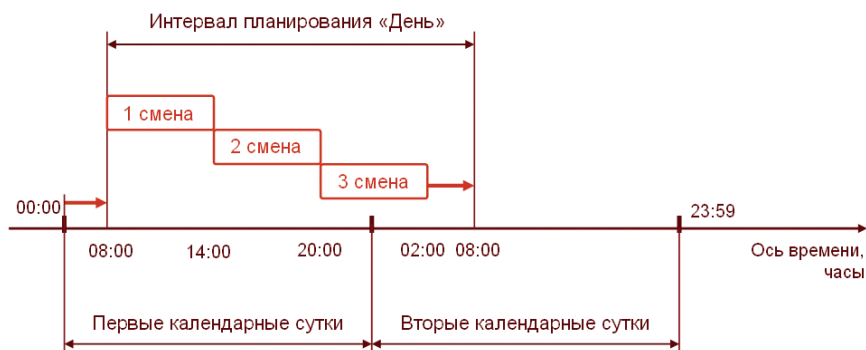 Интервал планирования «День»
1 смена
2 смена
3 смена
00:00
23:59
08:00
14:00
20:00
02:00
08:00
Ось времени,
часы
Первые календарные сутки
Вторые календарные сутки